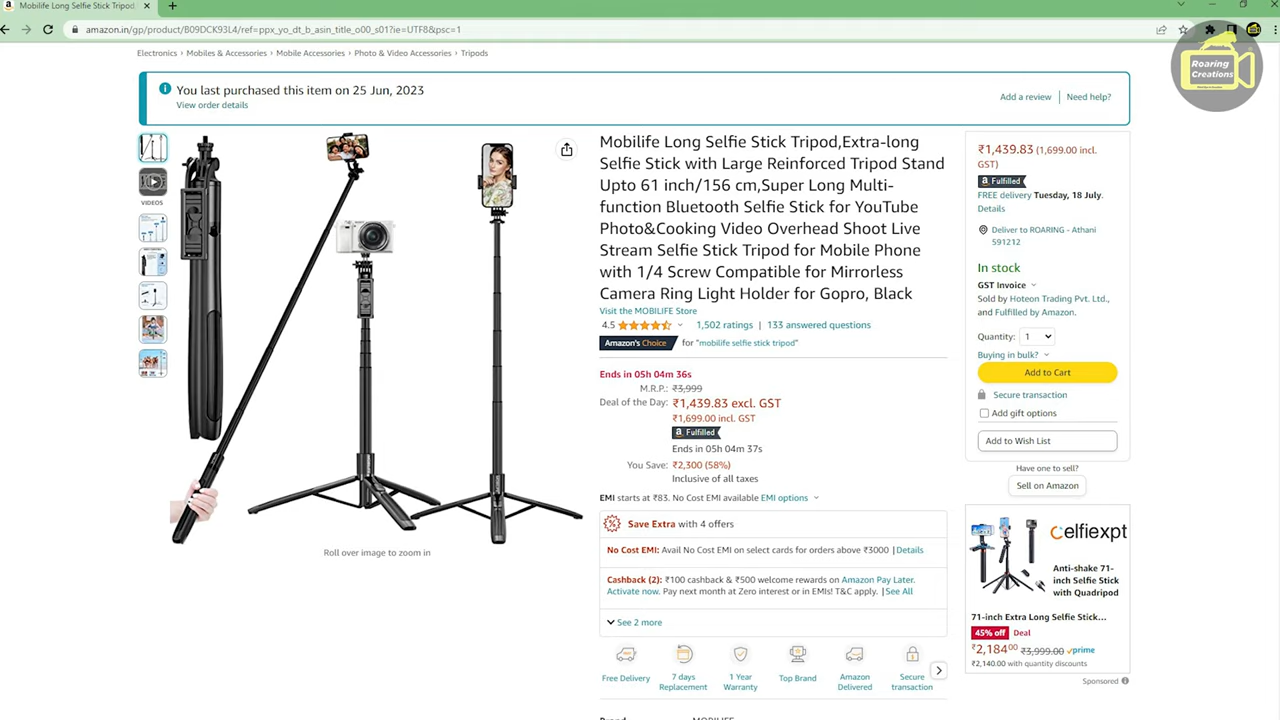 Mobilife Long Selfie Stick Tripod
amazon.in/gp/product/B09DCK93L4/ref=ppx_yo_dt_b_asin_title_o00_s01?ie=UTF8&psc=1
Roaring
Creations
Electronics › Mobiles & Accessories › Mobile Accessories › Photo & Video Accessories › Tripods
You last purchased this item on 25 Jun, 2023
View order details
Add a review
Need help?
VIDEOS
Roll over image to zoom in
Mobilife Long Selfie Stick Tripod,Extra-long
Selfie Stick with Large Reinforced Tripod Stand
Upto 61 inch/156 cm,Super Long Multi-
function Bluetooth Selfie Stick for YouTube
Photo&Cooking Video Overhead Shoot Live
Stream Selfie Stick Tripod for Mobile Phone
with 1/4 Screw Compatible for Mirrorless
Camera Ring Light Holder for Gopro, Black
Visit the MOBILIFE Store
4.5 1,502 ratings | 133 answered questions
Amazon's Choice for "mobilife selfie stick tripod"
Ends in 05h 04m 36s
M.R.P.: ₹3,999
Deal of the Day: ₹1,439.83 excl. GST
₹1,699.00 incl. GST
a Fulfilled
Ends in 05h 04m 37s
You Save: ₹2,300 (58%)
Inclusive of all taxes
EMI starts at ₹83. No Cost EMI available EMI options
Save Extra with 4 offers
No Cost EMI: Avail No Cost EMI on select cards for orders above ₹3000 | Details
Cashback (2): ₹100 cashback & ₹500 welcome rewards on Amazon Pay Later.
Activate now. Pay next month at Zero interest or in EMIs! T&C apply. | See All
See 2 more
Free Delivery
7 days
Replacement
1 Year
Warranty
Top Brand
Amazon
Delivered
Secure
transaction
Brand MOBILIFE
₹1,439.83 (1,699.00 incl.
GST)
a Fulfilled
FREE delivery Tuesday, 18 July.
Details
Deliver to ROARING - Athani
591212
In stock
GST Invoice
Sold by Hoteon Trading Pvt. Ltd.,
and Fulfilled by Amazon.
Quantity: 1
Buying in bulk?
Add to Cart
Secure transaction
Add gift options
Add to Wish List
Have one to sell?
Sell on Amazon
Celfiexpt
Anti-shake 71-
inch Selfie Stick
with Quadripod
71-inch Extra Long Selfie Stick...
45% off Deal
₹2,184⁰⁰ ₹3,999.00 prime
₹2,140.00 with quantity discounts
Sponsored